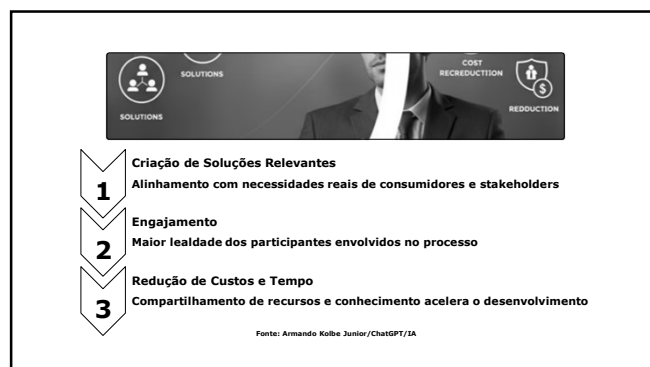 SOLUTIONS
SOLUTIONS
COST
RECREDUCTIION
REDDUCTION
$
1
Criação de Soluções Relevantes
Alinhamento com necessidades reais de consumidores e stakeholders
2
Engajamento
Maior lealdade dos participantes envolvidos no processo
3
Redução de Custos e Tempo
Compartilhamento de recursos e conhecimento acelera o desenvolvimento
Fonte: Armando Kolbe Junior/ChatGPT/IA